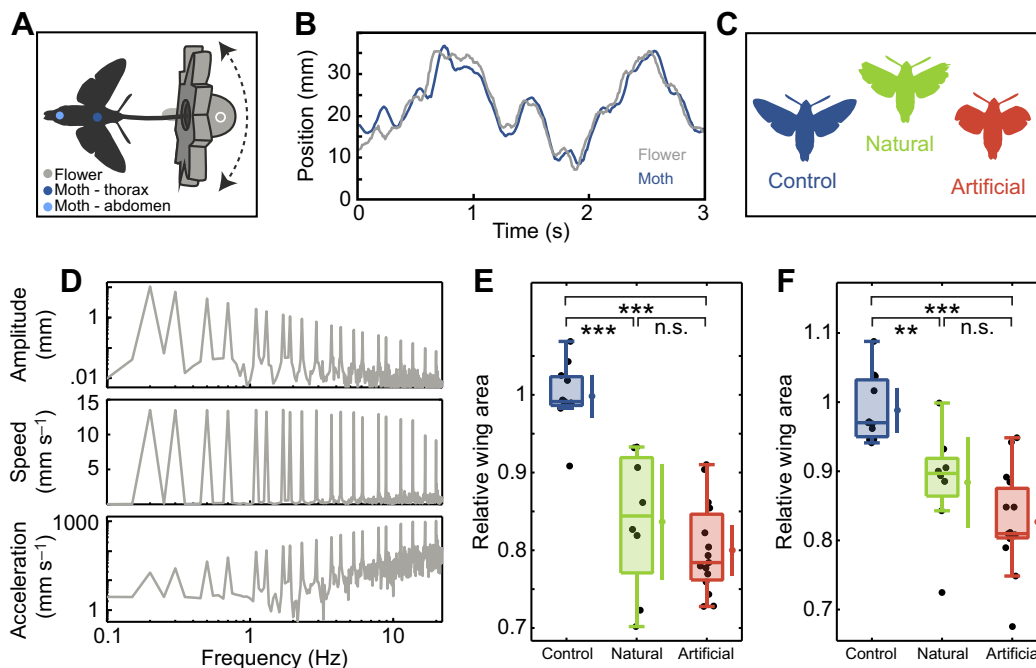 A
Flower
Moth - thorax
Moth - abdomen
B
Position (mm)
30
20
10
0
0
1
2
3
Time (s)
Flower
Moth
C
Control
Natural
Artificial
D
Amplitude
(mm)
1
.01
Speed
(mm s⁻¹)
15
10
5
Acceleration
(mm s⁻¹)
1000
1
0.1
1
10
Frequency (Hz)
E
Relative wing area
1
0.9
0.8
0.7
***
***
n.s.
Control
Natural
Artificial
F
Relative wing area
1.1
1
0.9
0.8
0.7
0.6
***
**
n.s.
Control
Natural
Artificial